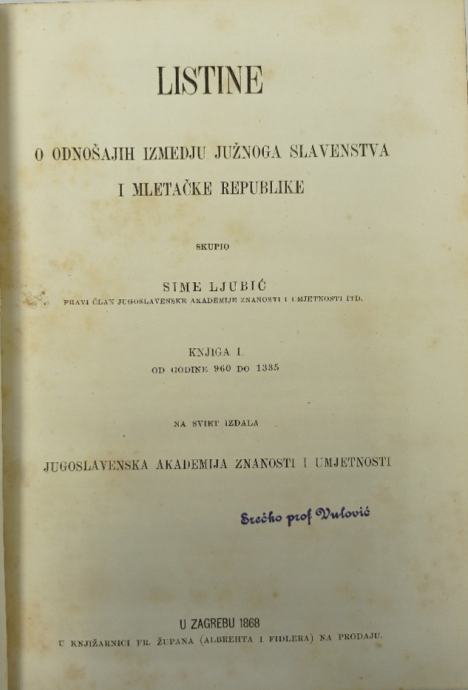 LISTINE
O ODNOŠAJIH IZMEDJU JUŽNOGA SLAVENSTVA
I MLETAČKE REPUBLIKE
SKUPIO
SIME LJUBIĆ
PRAVI ČLAN JUGOSLAVENSKE AKADEMIJE ZNANOSTI I UMJETNOSTI ITD.
KNJIGA I.
OD GODINE 960 DO 1335
NA SVIET IZDALA
JUGOSLAVENSKA AKADEMIJA ZNANOSTI I UMJETNOSTI
Srećko prof Vulović
U ZAGREBU 1868
U KNJIŽARNICI FR. ŽUPANA (ALBREHTA I FIDLERA) NA PRODAJU.